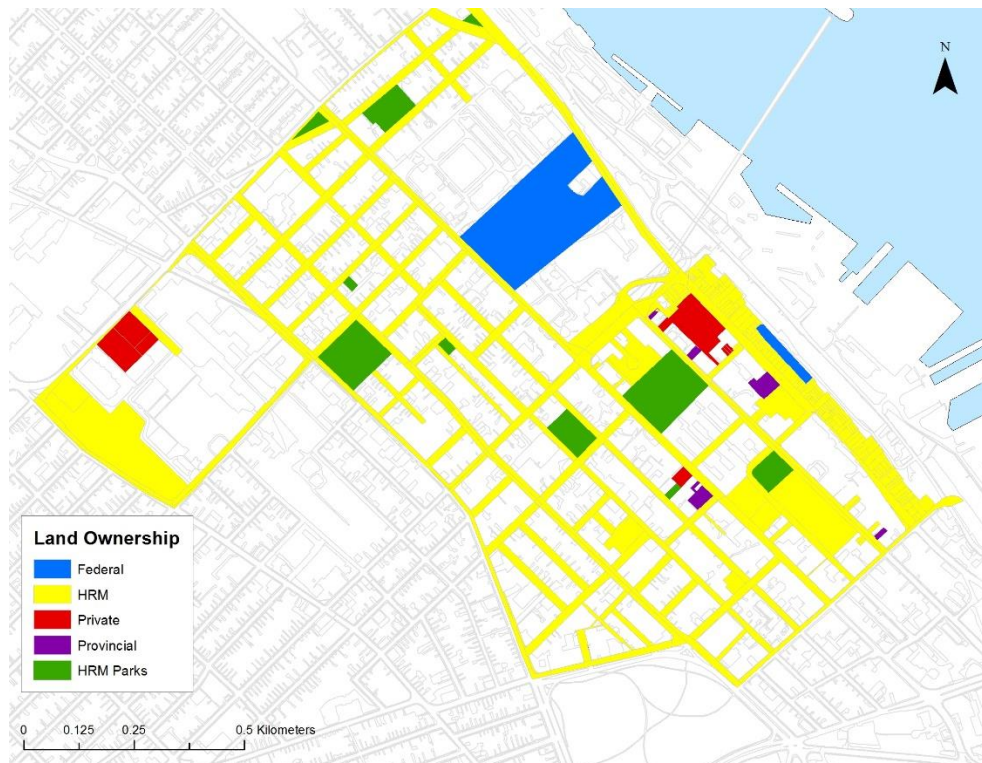 N
Land Ownership
Federal
HRM
Private
Provincial
HRM Parks
0 0.125 0.25 0.5 Kilometers